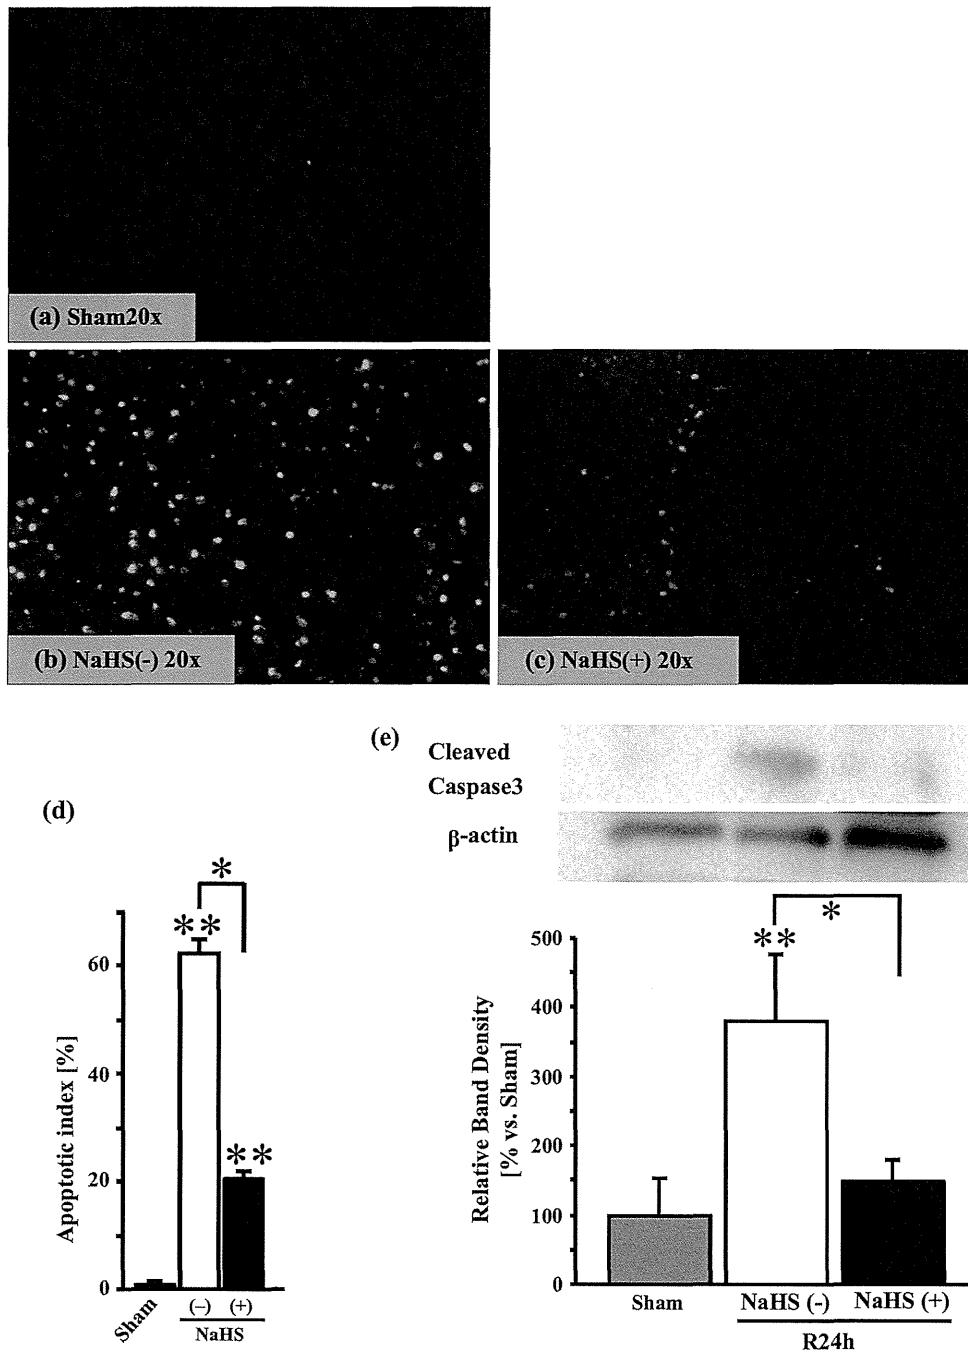 (a) Sham20x
(b) NaHS(-) 20x
(c) NaHS(+) 20x
(d)
*
**
**
Apoptotic index [%]
60
40
20
0
Sham
(–)
(+)
NaHS
(e)
Cleaved
Caspase3
β-actin
*
**
Relative Band Density
[% vs. Sham]
500
400
300
200
100
0
Sham
NaHS (-)
NaHS (+)
R24h